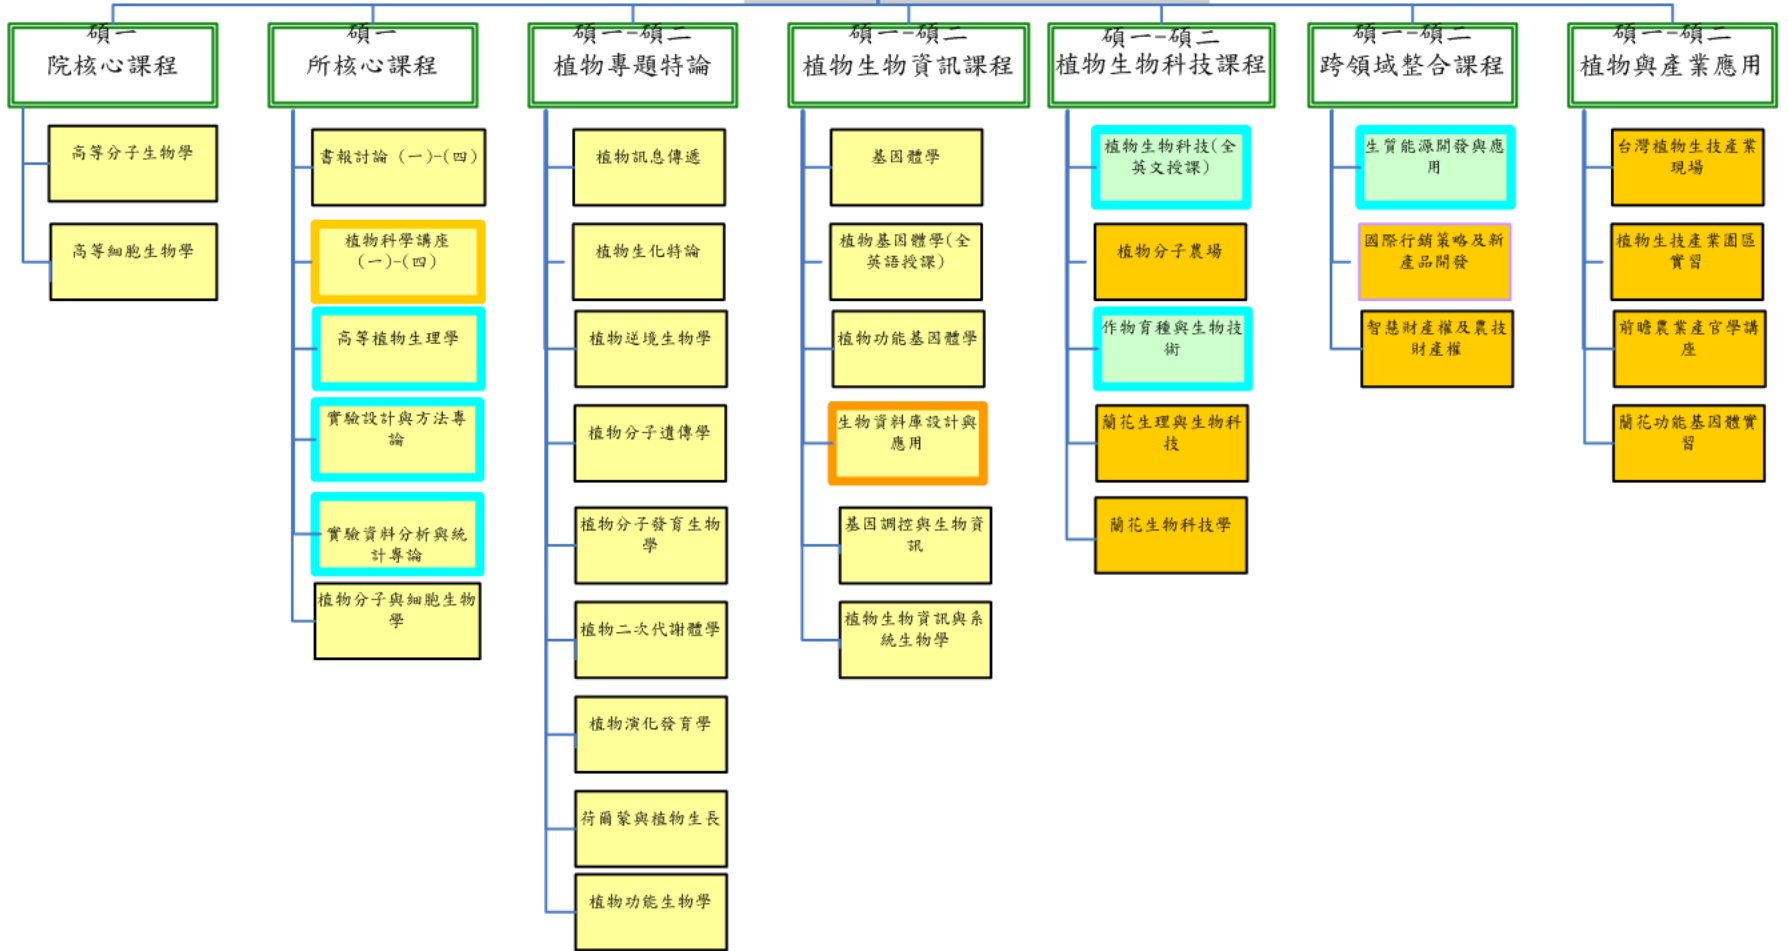 碩一
院核心課程
高等分子生物學
高等細胞生物學
碩一
所核心課程
書報討論 (一)-(四)
植物科學講座
(一)-(四)
高等植物生理學
實驗設計與方法專
論
實驗資料分析與統
計專論
植物分子與細胞生物
學
碩一-碩二
植物專題特論
植物訊息傳遞
植物生化特論
植物逆境生物學
植物分子遺傳學
植物分子發育生物
學
植物二次代謝體學
植物演化發育學
荷爾蒙與植物生長
植物功能生物學
碩一-碩二
植物生物資訊課程
基因體學
植物基因體學(全
英語授課)
植物功能基因體學
生物資料庫設計與
應用
基因調控與生物資
訊
植物生物資訊與系
統生物學
碩一-碩二
植物生物科技課程
植物生物科技(全
英文授課)
植物分子農場
作物育種與生物技
術
蘭花生理與生物科
技
蘭花生物科技學
碩一-碩二
跨領域整合課程
生質能源開發與應
用
國際行銷策略及新
產品開發
智慧財產權及農技
財產權
碩一-碩二
植物與產業應用
台灣植物生技產業
現場
植物生技產業園區
實習
前瞻農業產官學講
座
蘭花功能基因體實
習